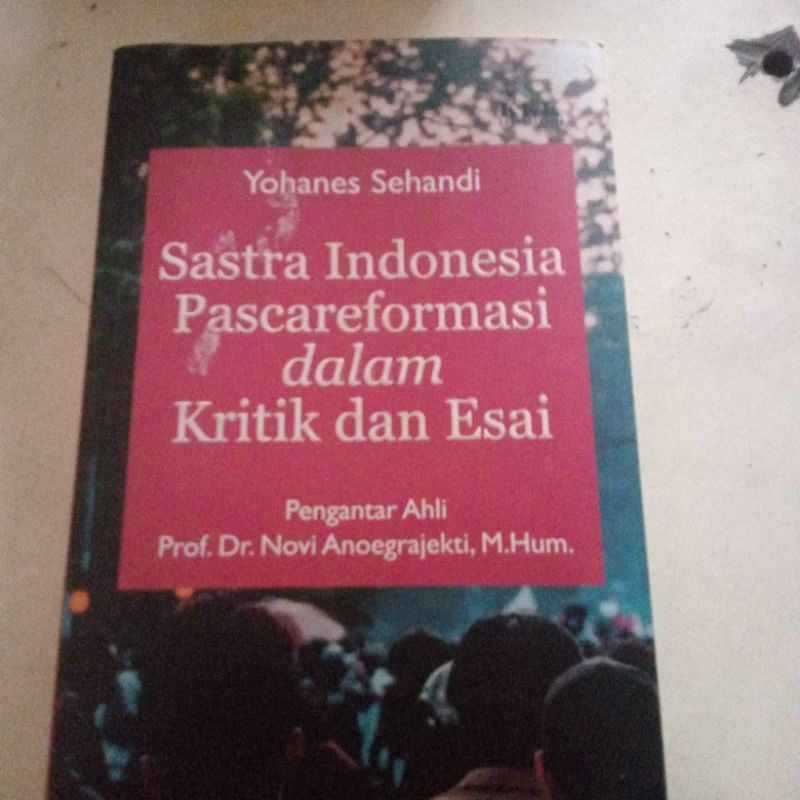 Yohanes Sehandi
Sastra Indonesia
Pascareformasi
dalam
Kritik dan Esai
Pengantar Ahli
Prof. Dr. Novi Anoegrajekti, M.Hum.